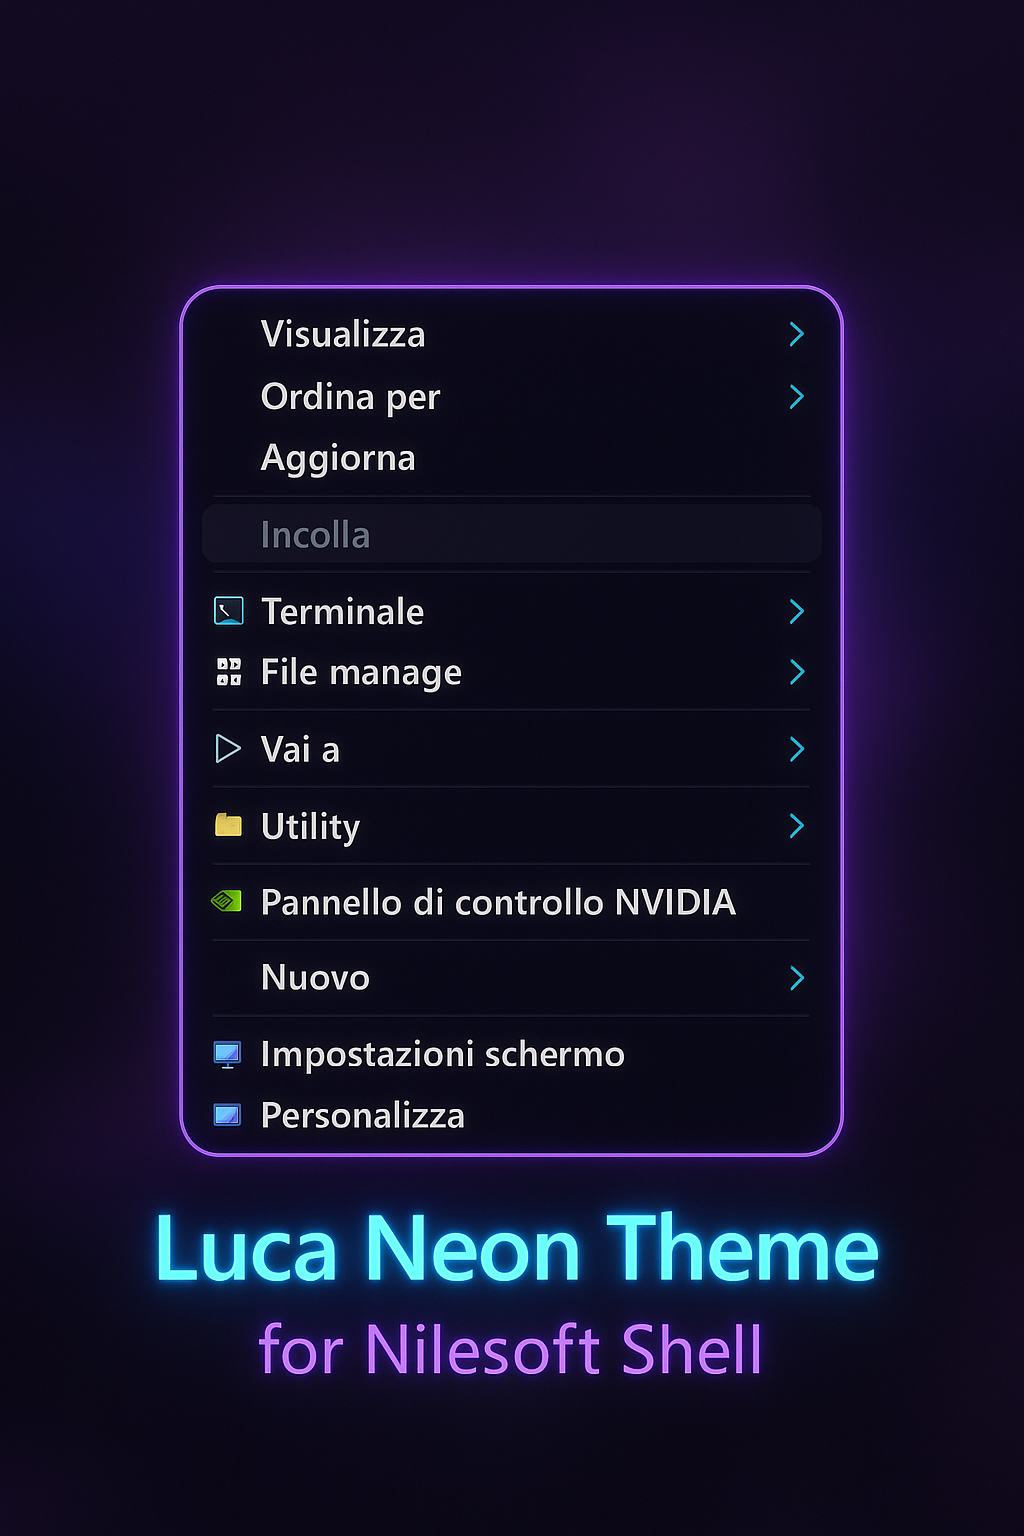 Visualizza
Ordina per
Aggiorna
Incolla
Terminale
File manage
Vai a
Utility
Pannello di controllo NVIDIA
Nuovo
Impostazioni schermo
Personalizza
Luca Neon Theme
for Nilesoft Shell